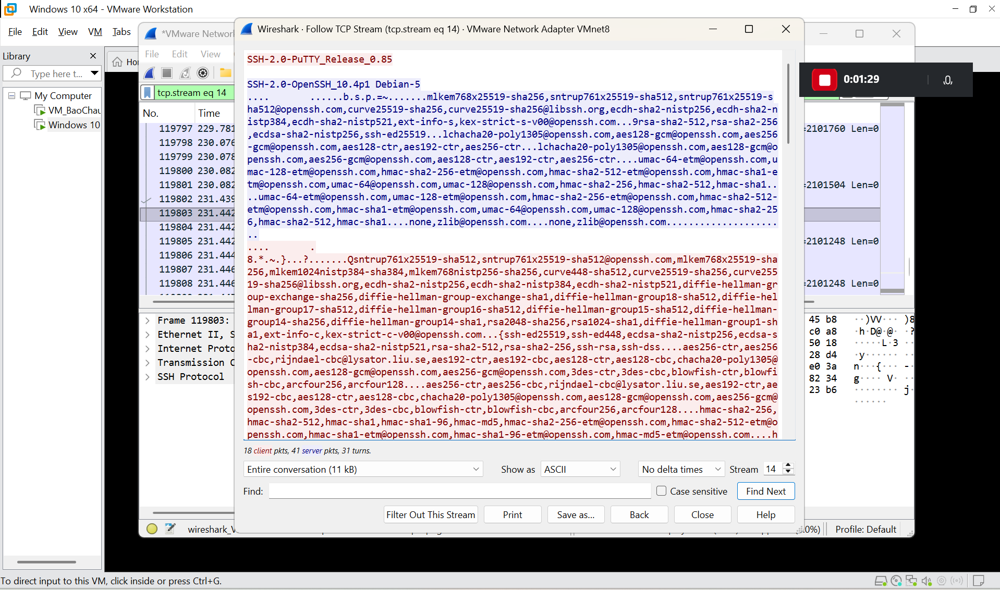 Windows 10 x64 - VMware Workstation
File Edit View VM Tabs
Library
Type here t...
My Computer
VM_BaoChau
Windows 10
*VMware Network
File Edit View
tcp.stream eq 14
No. Time
119797 229.781
119798 230.076
119799 230.078
119800 230.082
119801 230.082
119802 231.439
119803 231.442
119804 231.442
119805 231.442
119806 231.444
119807 231.446
119808 231.446
Frame 119803:
Ethernet II, S
Internet Proto
Transmission C
SSH Protocol
Wireshark · Follow TCP Stream (tcp.stream eq 14) · VMware Network Adapter VMnet8
SSH-2.0-PuTTY_Release_0.85
SSH-2.0-OpenSSH_10.4p1 Debian-5
.... ......b.s.p.=~.......mlkem768x25519-sha256,sntrup761x25519-sha512,sntrup761x25519-s
ha512@openssh.com,curve25519-sha256,curve25519-sha256@libssh.org,ecdh-sha2-nistp256,ecdh-sha2-n
istp384,ecdh-sha2-nistp521,ext-info-s,kex-strict-s-v00@openssh.com...9rsa-sha2-512,rsa-sha2-256
,ecdsa-sha2-nistp256,ssh-ed25519...lchacha20-poly1305@openssh.com,aes128-gcm@openssh.com,aes256
-gcm@openssh.com,aes128-ctr,aes192-ctr,aes256-ctr...lchacha20-poly1305@openssh.com,aes128-gcm@o
penssh.com,aes256-gcm@openssh.com,aes128-ctr,aes192-ctr,aes256-ctr....umac-64-etm@openssh.com,u
mac-128-etm@openssh.com,hmac-sha2-256-etm@openssh.com,hmac-sha2-512-etm@openssh.com,hmac-sha1-e
tm@openssh.com,umac-64@openssh.com,umac-128@openssh.com,hmac-sha2-256,hmac-sha2-512,hmac-sha1..
..umac-64-etm@openssh.com,umac-128-etm@openssh.com,hmac-sha2-256-etm@openssh.com,hmac-sha2-512-
etm@openssh.com,hmac-sha1-etm@openssh.com,umac-64@openssh.com,umac-128@openssh.com,hmac-sha2-25
6,hmac-sha2-512,hmac-sha1....none,zlib@openssh.com....none,zlib@openssh.com....................
..
.... .
8.*.~.}...?.......Qsntrup761x25519-sha512,sntrup761x25519-sha512@openssh.com,mlkem768x25519-sha
256,mlkem1024nistp384-sha384,mlkem768nistp256-sha256,curve448-sha512,curve25519-sha256,curve255
19-sha256@libssh.org,ecdh-sha2-nistp256,ecdh-sha2-nistp384,ecdh-sha2-nistp521,diffie-hellman-gr
oup-exchange-sha256,diffie-hellman-group-exchange-sha1,diffie-hellman-group18-sha512,diffie-hel
lman-group17-sha512,diffie-hellman-group16-sha512,diffie-hellman-group15-sha512,diffie-hellman-
group14-sha256,diffie-hellman-group14-sha1,rsa2048-sha256,rsa1024-sha1,diffie-hellman-group1-sh
a1,ext-info-c,kex-strict-c-v00@openssh.com...{ssh-ed25519,ssh-ed448,ecdsa-sha2-nistp256,ecdsa-s
ha2-nistp384,ecdsa-sha2-nistp521,rsa-sha2-512,rsa-sha2-256,ssh-rsa,ssh-dss....aes256-ctr,aes256
-cbc,rijndael-cbc@lysator.liu.se,aes192-ctr,aes192-cbc,aes128-ctr,aes128-cbc,chacha20-poly1305@
openssh.com,aes128-gcm@openssh.com,aes256-gcm@openssh.com,3des-ctr,3des-cbc,blowfish-ctr,blowfi
sh-cbc,arcfour256,arcfour128....aes256-ctr,aes256-cbc,rijndael-cbc@lysator.liu.se,aes192-ctr,ae
s192-cbc,aes128-ctr,aes128-cbc,chacha20-poly1305@openssh.com,aes128-gcm@openssh.com,aes256-gcm@
openssh.com,3des-ctr,3des-cbc,blowfish-ctr,blowfish-cbc,arcfour256,arcfour128....hmac-sha2-256,
hmac-sha2-512,hmac-sha1,hmac-sha1-96,hmac-md5,hmac-sha2-256-etm@openssh.com,hmac-sha2-512-etm@o
penssh.com,hmac-sha1-etm@openssh.com,hmac-sha1-96-etm@openssh.com,hmac-md5-etm@openssh.com....h
18 client pkts, 41 server pkts, 31 turns.
Entire conversation (11 kB) Show as ASCII No delta times Stream 14
Find: Case sensitive Find Next
Filter Out This Stream Print Save as... Back Close Help
0:01:29
=2101760 Len=0
=2101504 Len=0
=2101248 Len=0
=2101248 Len=0
45 b8 ··)VV··· )8
c0 a8 ·h·D@·@· ·?
50 18 ·····L·3 ··
28 d4 ·y······ ··
e0 3a n···{··· -·
82 34 g····V· ··
23 b6 ········ j·
······
wireshark_V
.0%) Profile: Default
To direct input to this VM, click inside or press Ctrl+G.